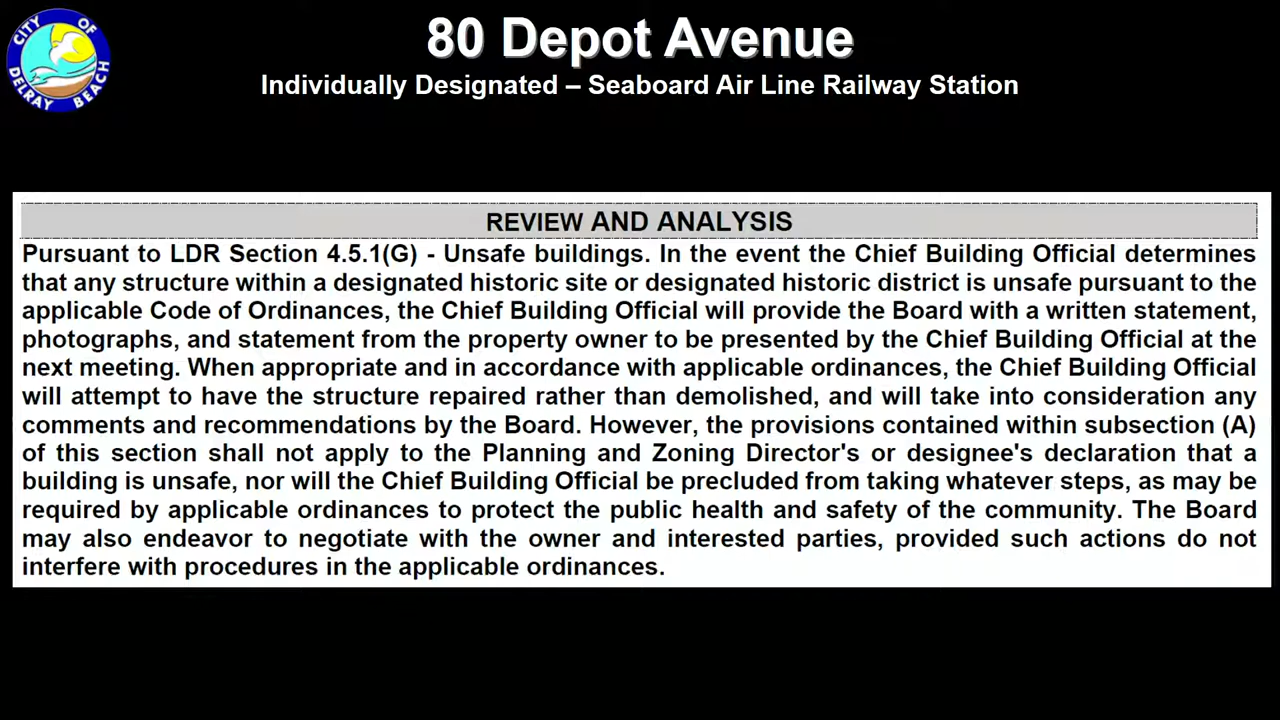 CITY OF
DELRAY BEACH
80 Depot Avenue
Individually Designated – Seaboard Air Line Railway Station
REVIEW AND ANALYSIS
Pursuant to LDR Section 4.5.1(G) - Unsafe buildings. In the event the Chief Building Official determines
that any structure within a designated historic site or designated historic district is unsafe pursuant to the
applicable Code of Ordinances, the Chief Building Official will provide the Board with a written statement,
photographs, and statement from the property owner to be presented by the Chief Building Official at the
next meeting. When appropriate and in accordance with applicable ordinances, the Chief Building Official
will attempt to have the structure repaired rather than demolished, and will take into consideration any
comments and recommendations by the Board. However, the provisions contained within subsection (A)
of this section shall not apply to the Planning and Zoning Director's or designee's declaration that a
building is unsafe, nor will the Chief Building Official be precluded from taking whatever steps, as may be
required by applicable ordinances to protect the public health and safety of the community. The Board
may also endeavor to negotiate with the owner and interested parties, provided such actions do not
interfere with procedures in the applicable ordinances.